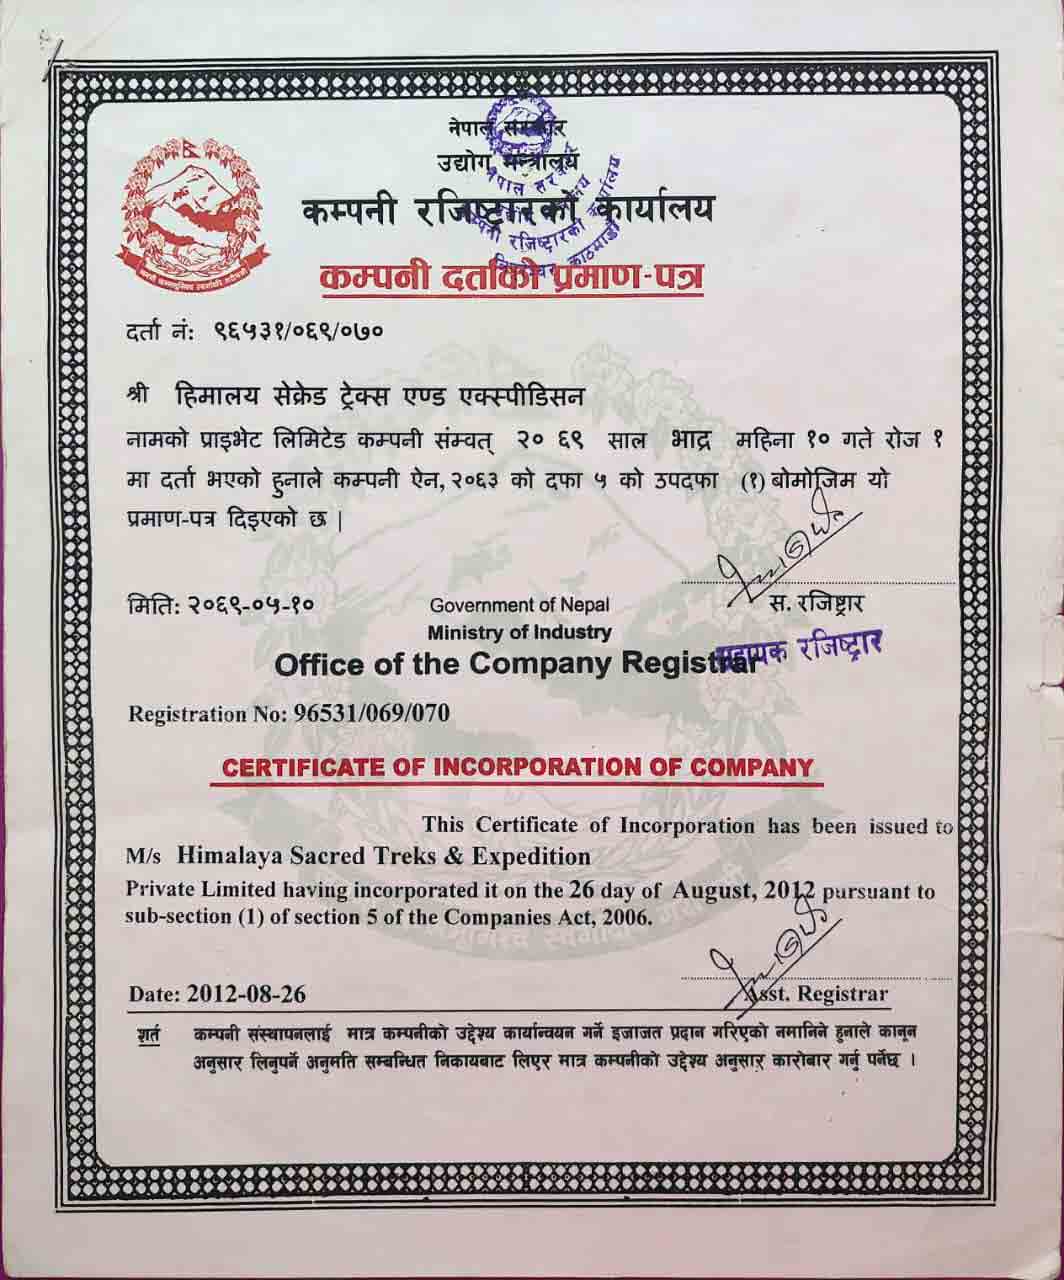 नेपाल सरकार
उद्योग मन्त्रालय
कम्पनी रजिष्ट्रारको कार्यालय
कम्पनी दर्ताको प्रमाण-पत्र
दर्ता नं: ९६५३१/०६९/०७०
श्री हिमालय सेक्रेड ट्रेक्स एण्ड एक्स्पीडिसन
नामको प्राइभेट लिमिटेड कम्पनी संम्वत् २० ६९ साल भाद्र महिना १० गते रोज १
मा दर्ता भएको हुनाले कम्पनी ऐन, २०६३ को दफा ५ को उपदफा (१) बोमोजिम यो
प्रमाण-पत्र दिइएको छ |
मिति: २०६९-०५-१०
स. रजिष्ट्रार
सहायक रजिष्ट्रार
Government of Nepal
Ministry of Industry
Office of the Company Registrar
Registration No: 96531/069/070
CERTIFICATE OF INCORPORATION OF COMPANY
This Certificate of Incorporation has been issued to
M/s Himalaya Sacred Treks & Expedition
Private Limited having incorporated it on the 26 day of August, 2012 pursuant to
sub-section (1) of section 5 of the Companies Act, 2006.
Date: 2012-08-26
Asst. Registrar
शर्त कम्पनी संस्थापनलाई मात्र कम्पनीको उद्देश्य कार्यान्वयन गर्ने इजाजत प्रदान गरिएको नमानिने हुनाले कानून
अनुसार लिनुपर्ने अनुमति सम्बन्धित निकायबाट लिएर मात्र कम्पनीको उद्देश्य अनुसार कारोबार गर्नु पर्नेछ ।